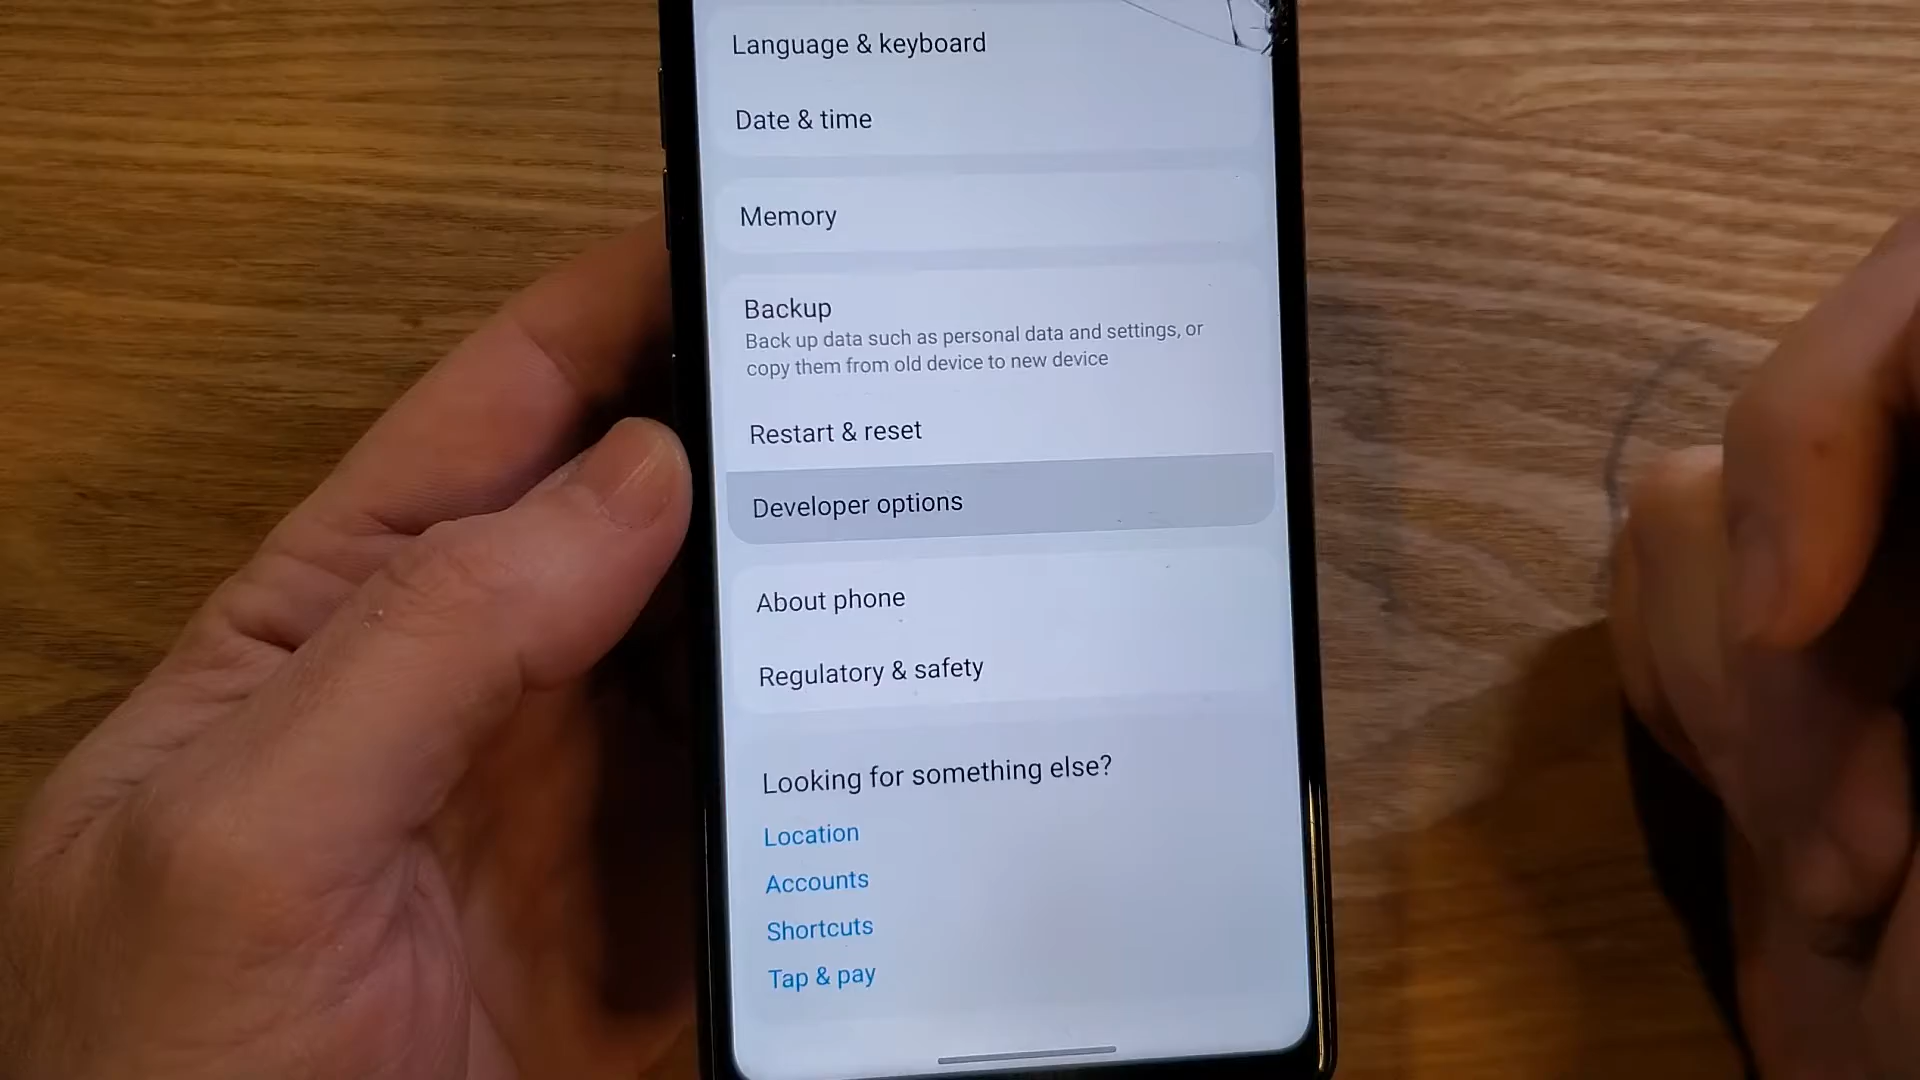 Language & keyboard
Date & time
Memory
Backup
Back up data such as personal data and settings, or
copy them from old device to new device
Restart & reset
Developer options
About phone
Regulatory & safety
Looking for something else?
Location
Accounts
Shortcuts
Tap & pay